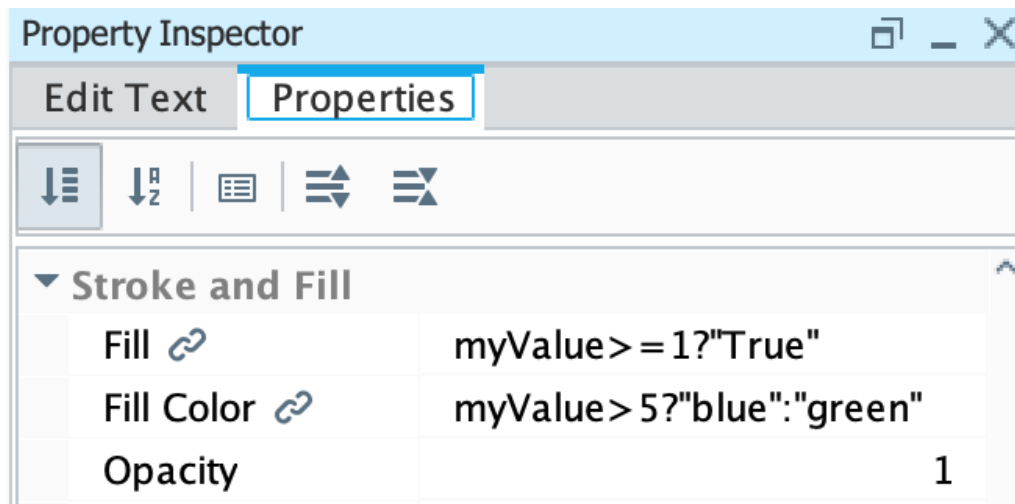 Property Inspector
Edit Text Properties
Stroke and Fill
Fill myValue>=1?"True"
Fill Color myValue>5?"blue":"green"
Opacity 1